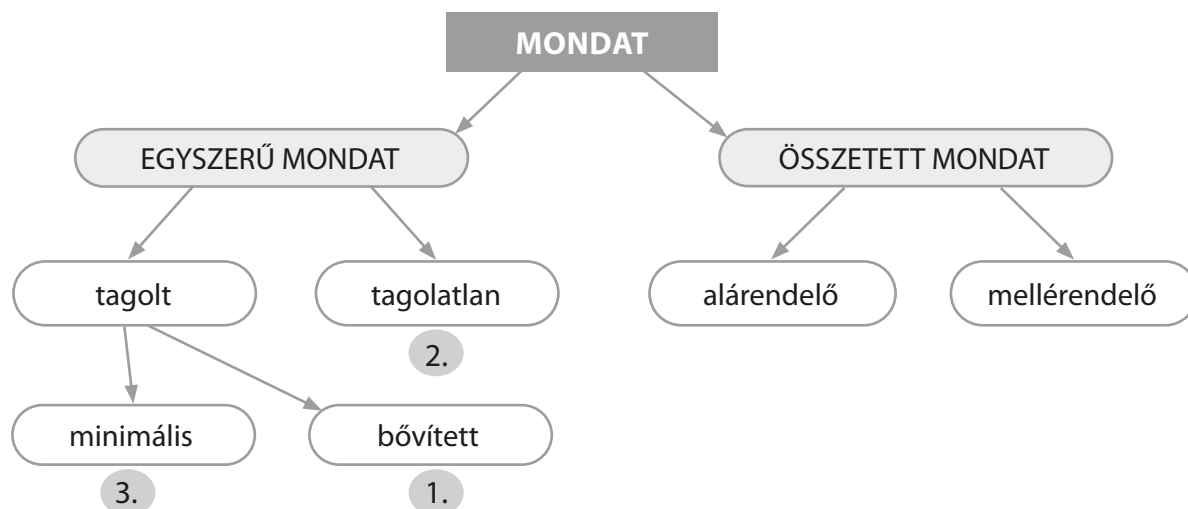 MONDAT
EGYSZERŰ MONDAT
ÖSSZETETT MONDAT
tagolt
tagolatlan
alárendelő
mellérendelő
2.
minimális
bővített
3.
1.